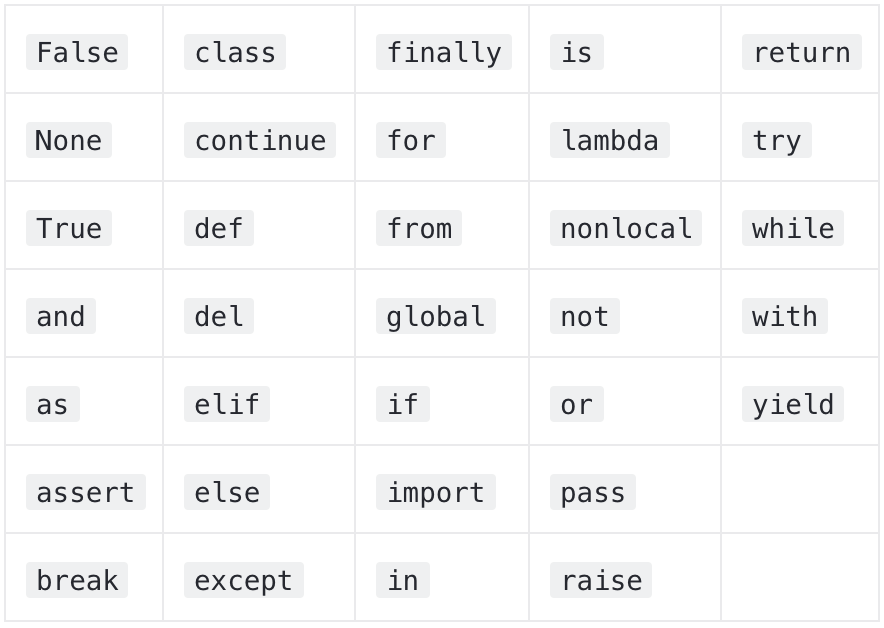 False class finally is return
None continue for lambda try
True def from nonlocal while
and del global not with
as elif if or yield
assert else import pass
break except in raise